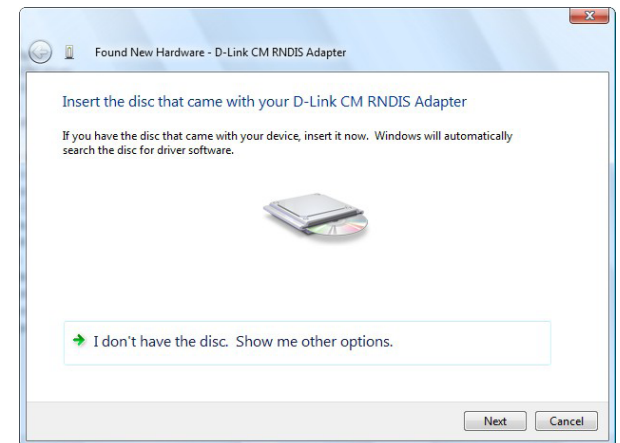 Found New Hardware - D-Link CM RNDIS Adapter
Insert the disc that came with your D-Link CM RNDIS Adapter
If you have the disc that came with your device, insert it now.  Windows will automatically
search the disc for driver software.
I don't have the disc.  Show me other options.
Next Cancel